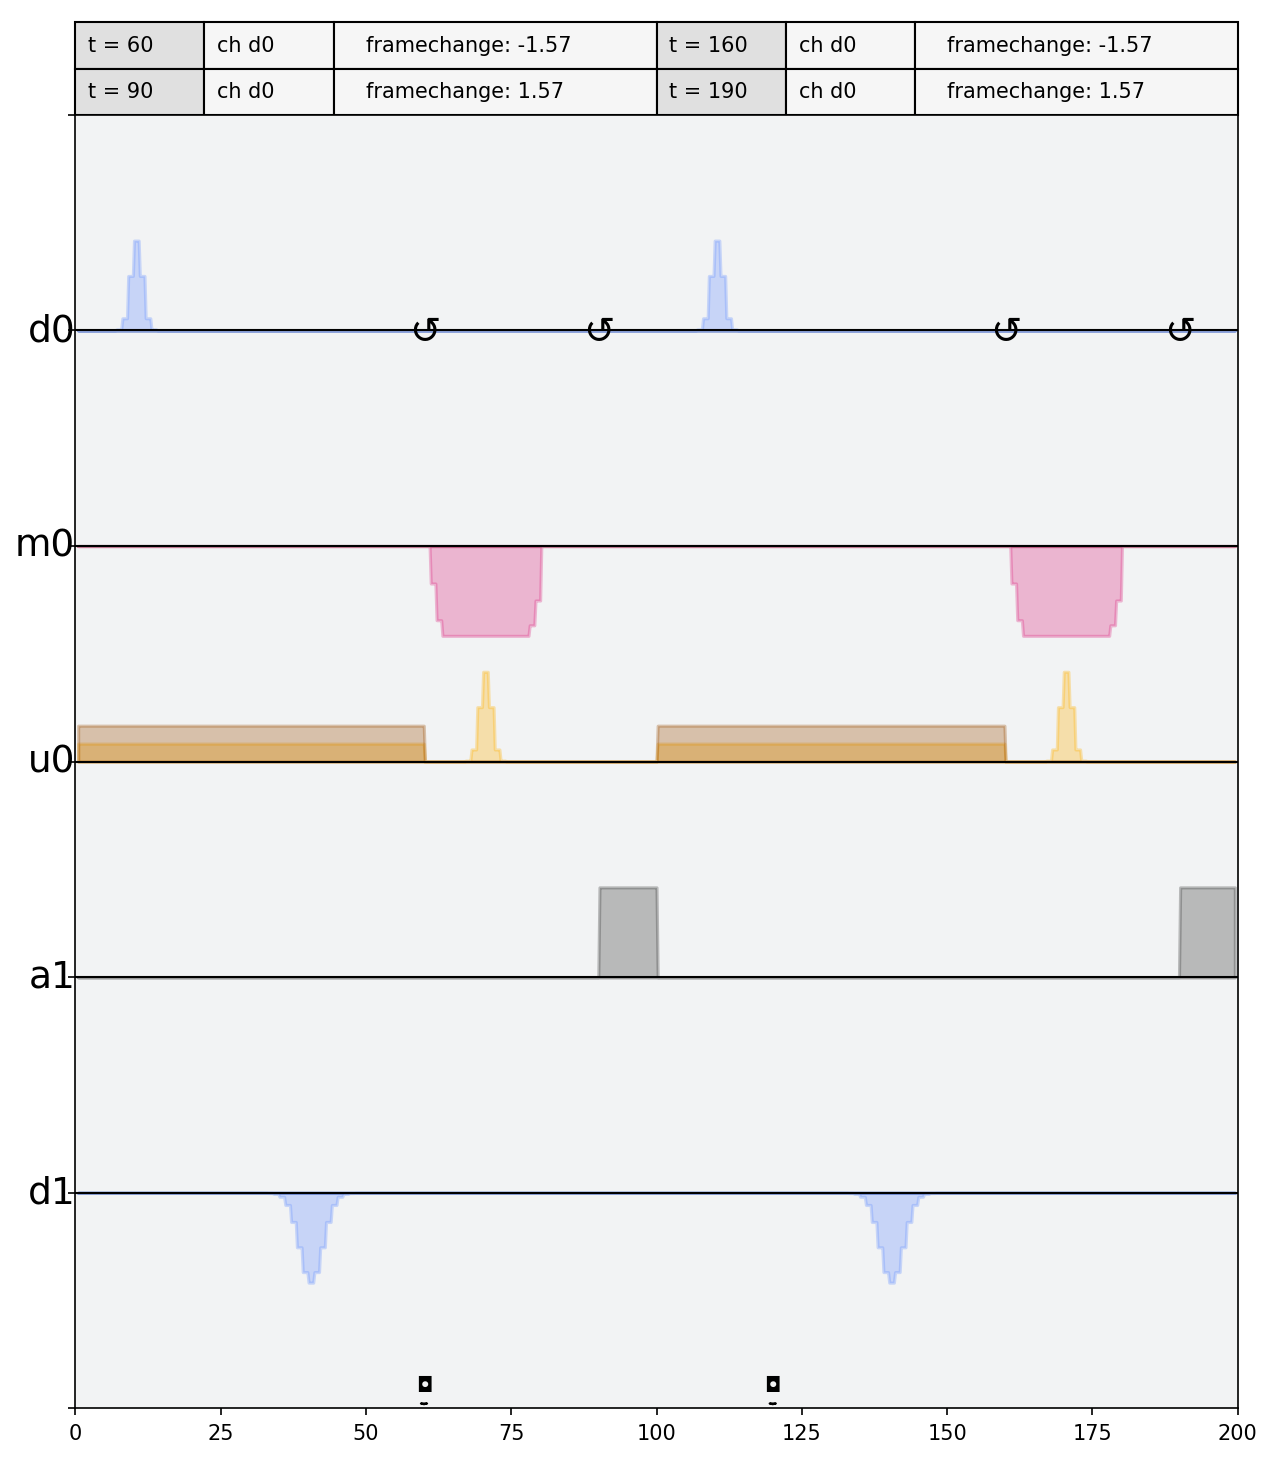 t = 60 ch d0 framechange: -1.57 t = 160 ch d0 framechange: -1.57
t = 90 ch d0 framechange: 1.57 t = 190 ch d0 framechange: 1.57
d0
↺ ↺ ↺ ↺
m0
u0
a1
d1
0 25 50 75 100 125 150 175 200